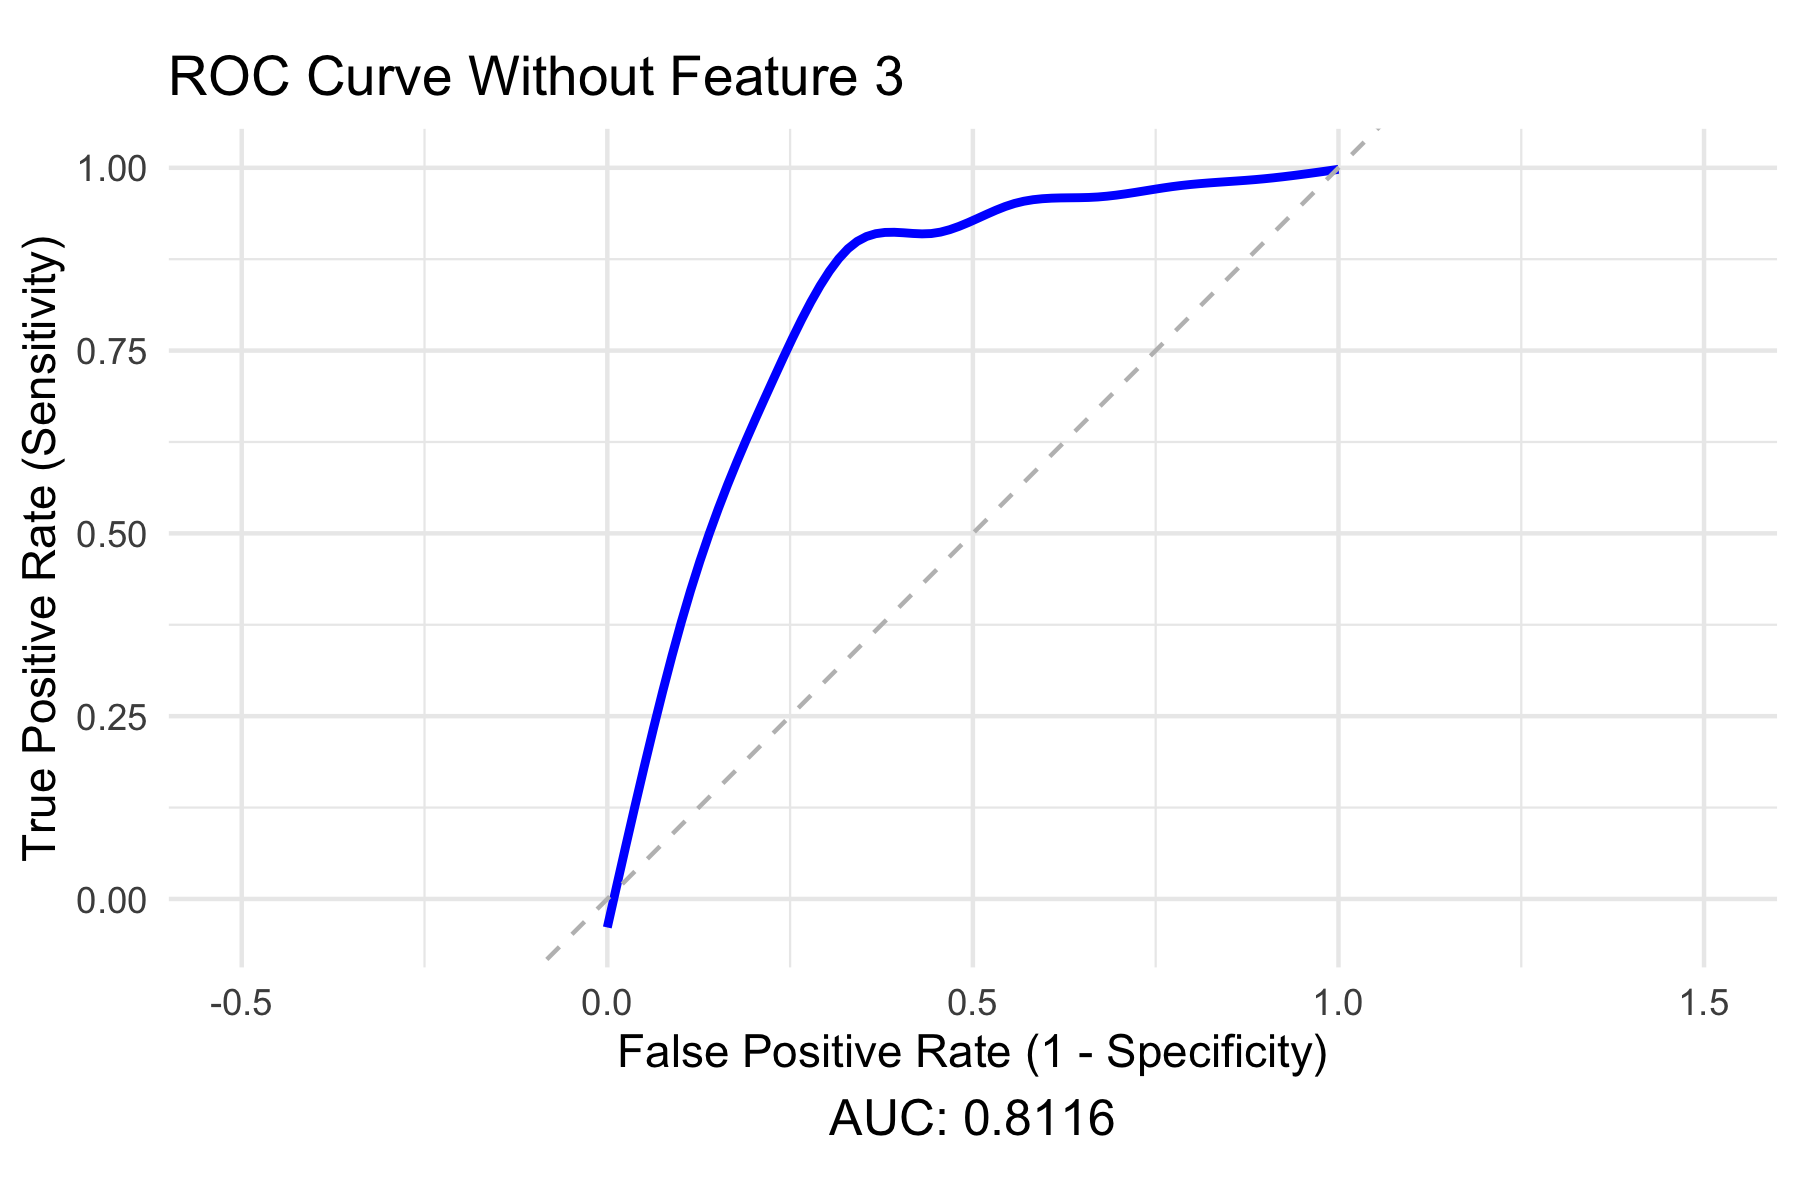 ROC Curve Without Feature 3
True Positive Rate (Sensitivity)
1.00
0.75
0.50
0.25
0.00
-0.5 0.0 0.5 1.0 1.5
False Positive Rate (1 - Specificity)
AUC: 0.8116